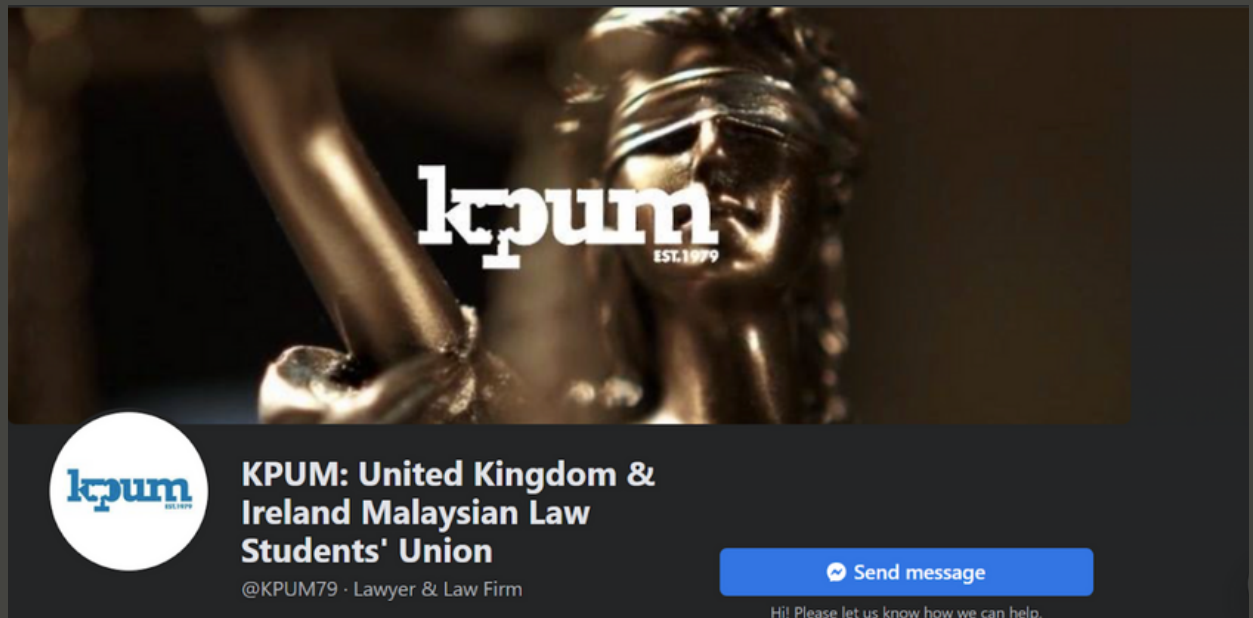 kpum
EST.1979
kpum
EST.1979
KPUM: United Kingdom &
Ireland Malaysian Law
Students' Union
@KPUM79 · Lawyer & Law Firm
Send message
Hi! Please let us know how we can help.